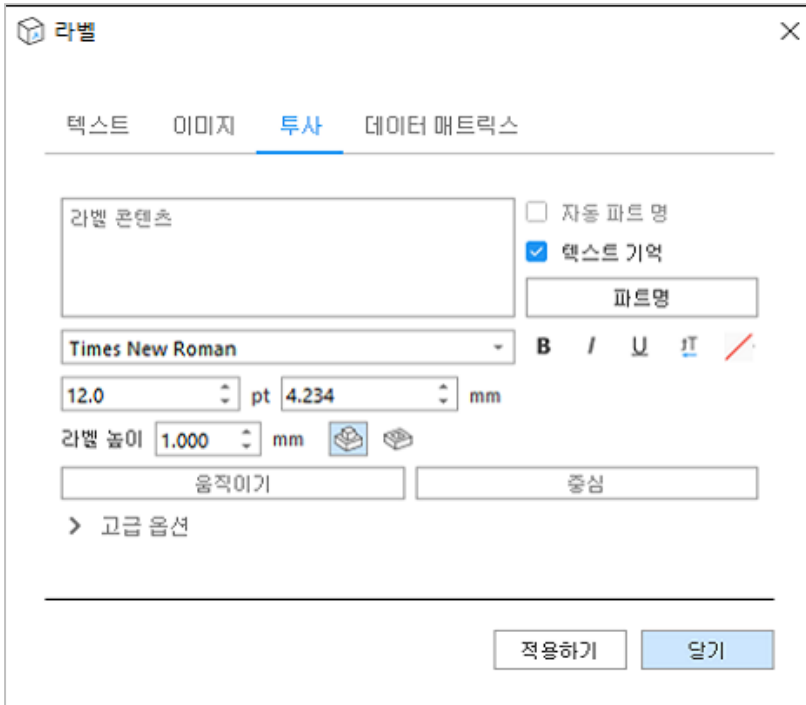 라벨
텍스트 이미지 투사 데이터 매트릭스
라벨 콘텐츠
자동 파트 명
텍스트 기억
파트명
Times New Roman B I U tT
12.0 pt 4.234 mm
라벨 높이 1.000 mm
움직이기 중심
고급 옵션
적용하기 닫기